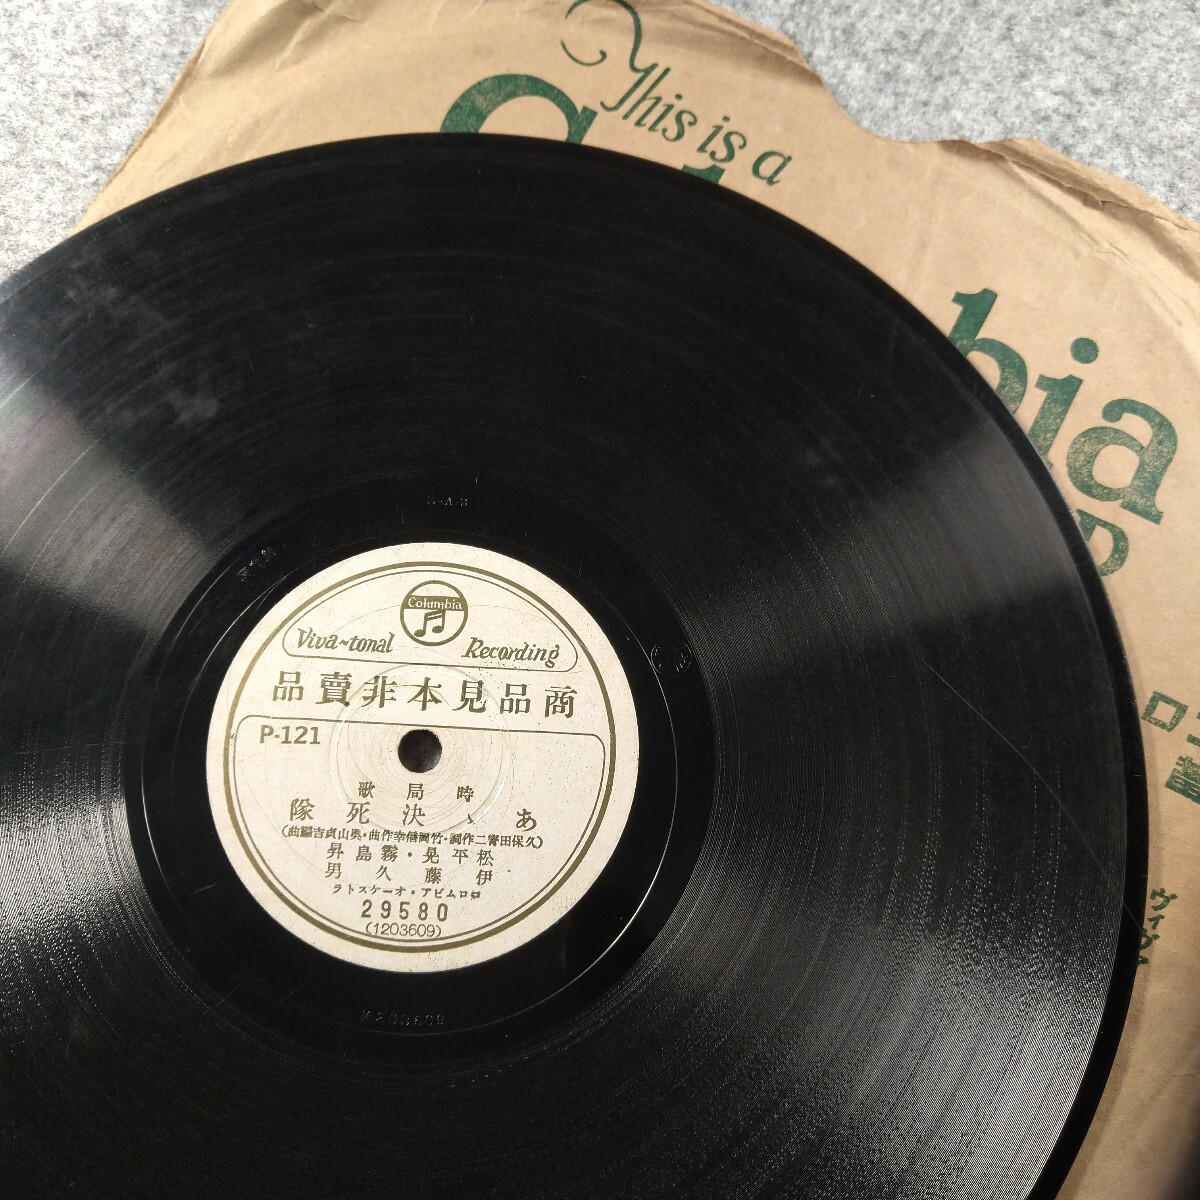 This is a
bia
Columbia
Viva~tonal Recording
商品見本非賣品
P-121
時局歌
あゝ決死隊
(久保田宵二作詞・竹岡信幸作曲・奥山貞吉編曲)
松平晃・霧島昇
伊藤久男
コロムビア・オーケストラ
29580
(1203609)
ヴィヴ